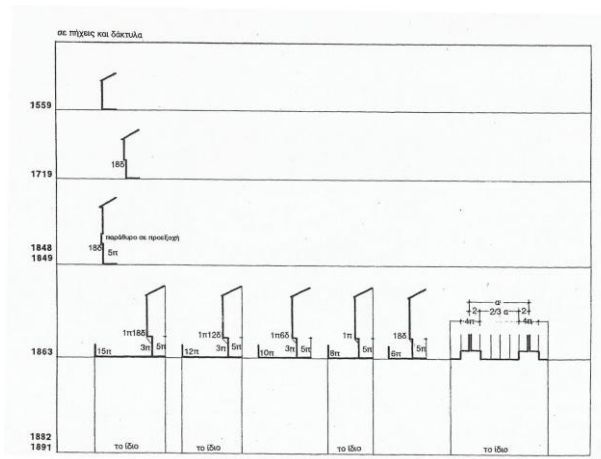 σε πήχεις και δάκτυλα
1559
18δ
1719
παράθυρο σε προεξοχή
18δ
5π
1848
1849
α
2 2/3 α 2
4π 4π
1π18δ 1π12δ 1π6δ 1π 18δ
15π 3π 5π 12π 3π 5π 10π 3π 5π 8π 5π 6π 5π
1863
1882
1891
το ίδιο το ίδιο το ίδιο το ίδιο